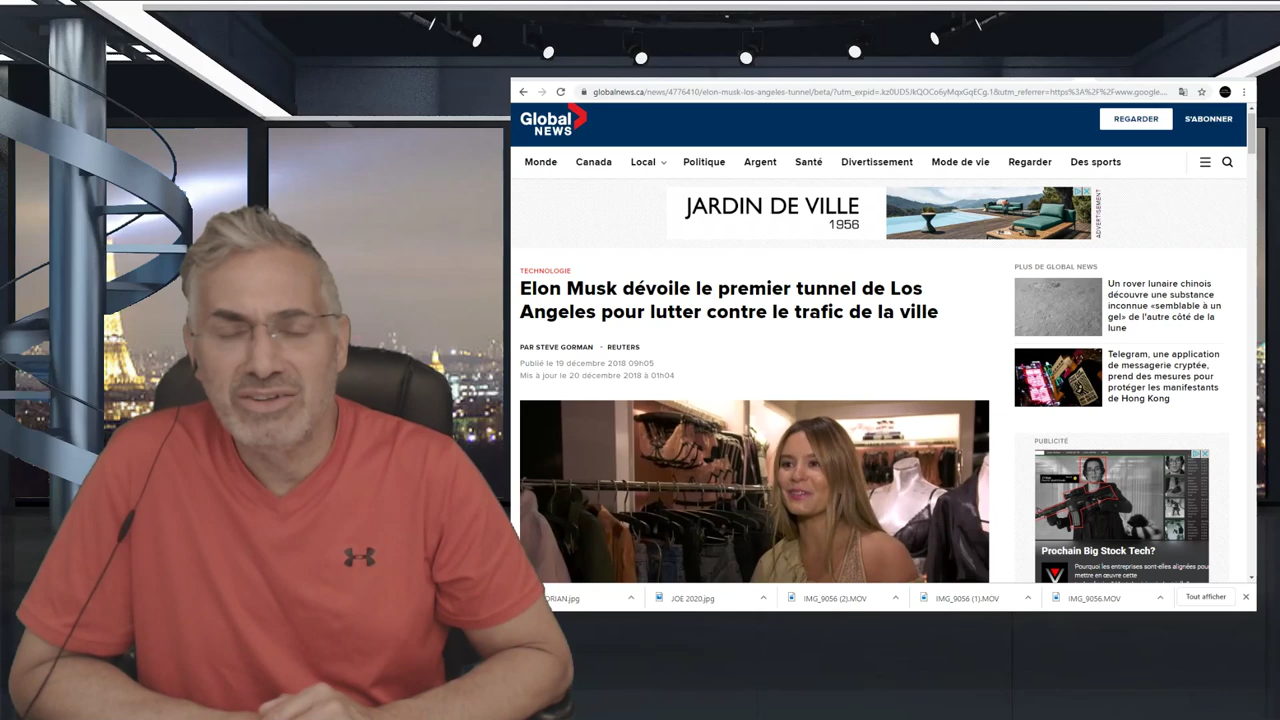 globalnews.ca/news/4776410/elon-musk-los-angeles-tunnel/beta/?utm_expid=.kz0UD5JkQOCo6yMqxGqECg.1&utm_referrer=https%3A%2F%2Fwww.google....
Global
NEWS
REGARDER
S'ABONNER
Monde
Canada
Local
Politique
Argent
Santé
Divertissement
Mode de vie
Regarder
Des sports
JARDIN DE VILLE
1956
ADVERTISEMENT
TECHNOLOGIE
Elon Musk dévoile le premier tunnel de Los
Angeles pour lutter contre le trafic de la ville
PAR STEVE GORMAN • REUTERS
Publié le 19 décembre 2018 09h05
Mis à jour le 20 décembre 2018 à 01h04
PLUS DE GLOBAL NEWS
Un rover lunaire chinois
découvre une substance
inconnue «semblable à un
gel» de l'autre côté de la
lune
Telegram, une application
de messagerie cryptée,
prend des mesures pour
protéger les manifestants
de Hong Kong
PUBLICITÉ
Prochain Big Stock Tech?
Pourquoi les entreprises sont-elles alignées pour
mettre en œuvre cette
ORIAN.jpg
JOE 2020.jpg
IMG_9056 (2).MOV
IMG_9056 (1).MOV
IMG_9056.MOV
Tout afficher